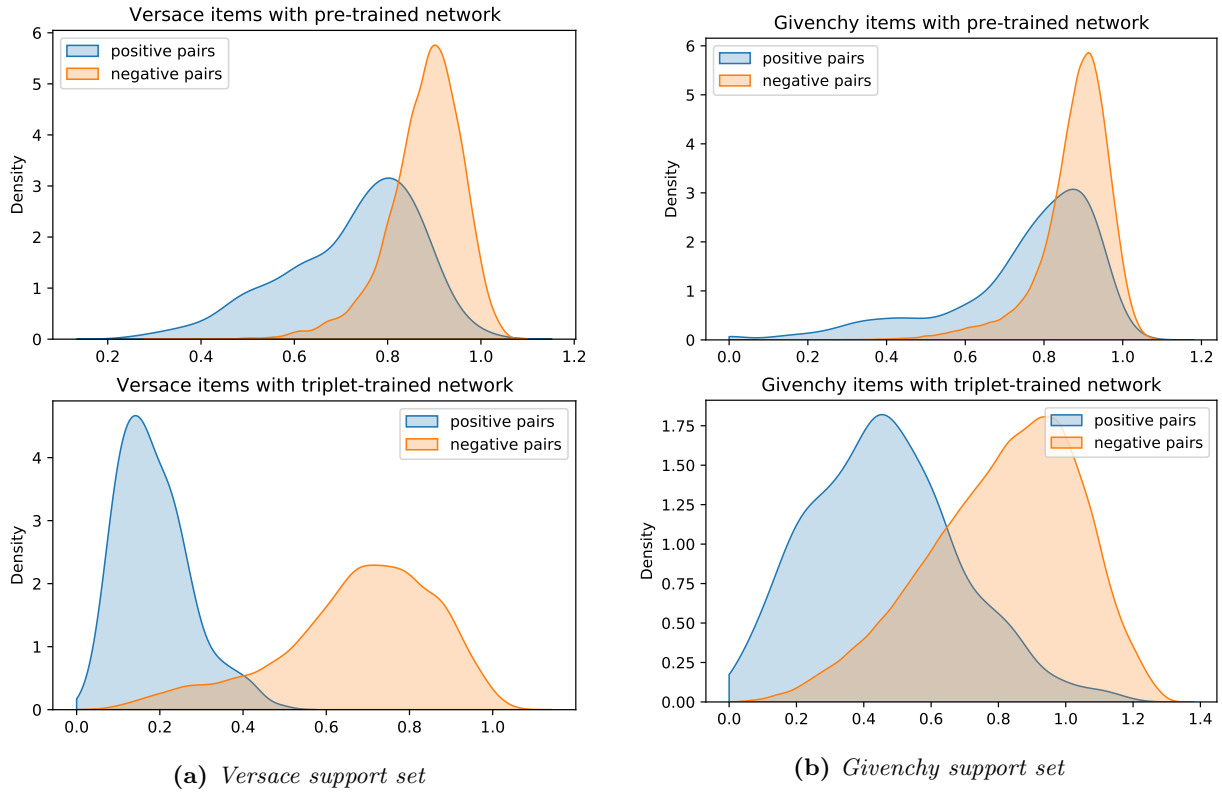 Versace items with pre-trained network
positive pairs
negative pairs
Density
6
5
4
3
2
1
0
0.2 0.4 0.6 0.8 1.0 1.2
Givenchy items with pre-trained network
positive pairs
negative pairs
Density
6
5
4
3
2
1
0
0.0 0.2 0.4 0.6 0.8 1.0 1.2
Versace items with triplet-trained network
positive pairs
negative pairs
Density
4
3
2
1
0
0.0 0.2 0.4 0.6 0.8 1.0
Givenchy items with triplet-trained network
positive pairs
negative pairs
Density
1.75
1.50
1.25
1.00
0.75
0.50
0.25
0.00
0.0 0.2 0.4 0.6 0.8 1.0 1.2 1.4
(a) Versace support set
(b) Givenchy support set